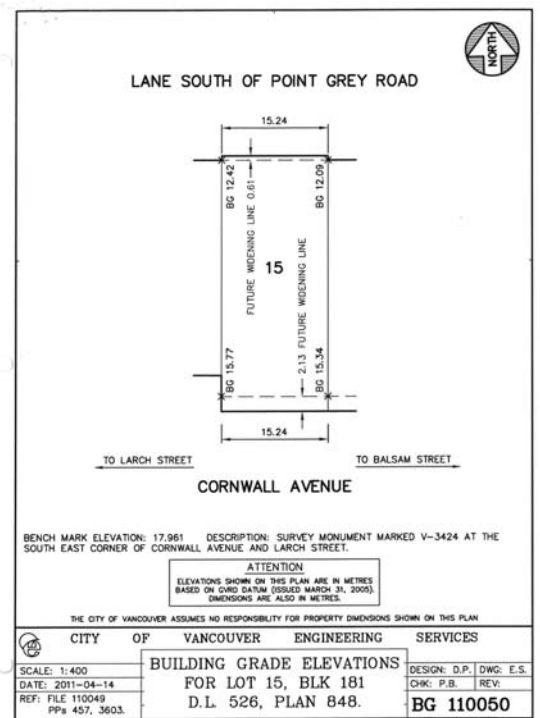 NORTH
LANE SOUTH OF POINT GREY ROAD
15.24
BG 12.42
FUTURE WIDENING LINE 0.61
BG 12.09
15
BG 15.77
2.13 FUTURE WIDENING LINE
BG 15.34
15.24
TO LARCH STREET
TO BALSAM STREET
CORNWALL AVENUE
BENCH MARK ELEVATION: 17.961 DESCRIPTION: SURVEY MONUMENT MARKED V-3424 AT THE
SOUTH EAST CORNER OF CORNWALL AVENUE AND LARCH STREET.
ATTENTION
ELEVATIONS SHOWN ON THIS PLAN ARE IN METRES
BASED ON GVRD DATUM (ISSUED MARCH 31, 2005).
DIMENSIONS ARE ALSO IN METRES.
THE CITY OF VANCOUVER ASSUMES NO RESPONSIBILITY FOR PROPERTY DIMENSIONS SHOWN ON THIS PLAN
CITY OF VANCOUVER ENGINEERING SERVICES
SCALE: 1:400
DATE: 2011-04-14
REF: FILE 110049
PPs 457, 3603.
BUILDING GRADE ELEVATIONS
FOR LOT 15, BLK 181
D.L. 526, PLAN 848.
DESIGN: D.P. DWG: E.S.
CHK: P.B. REV:
BG 110050